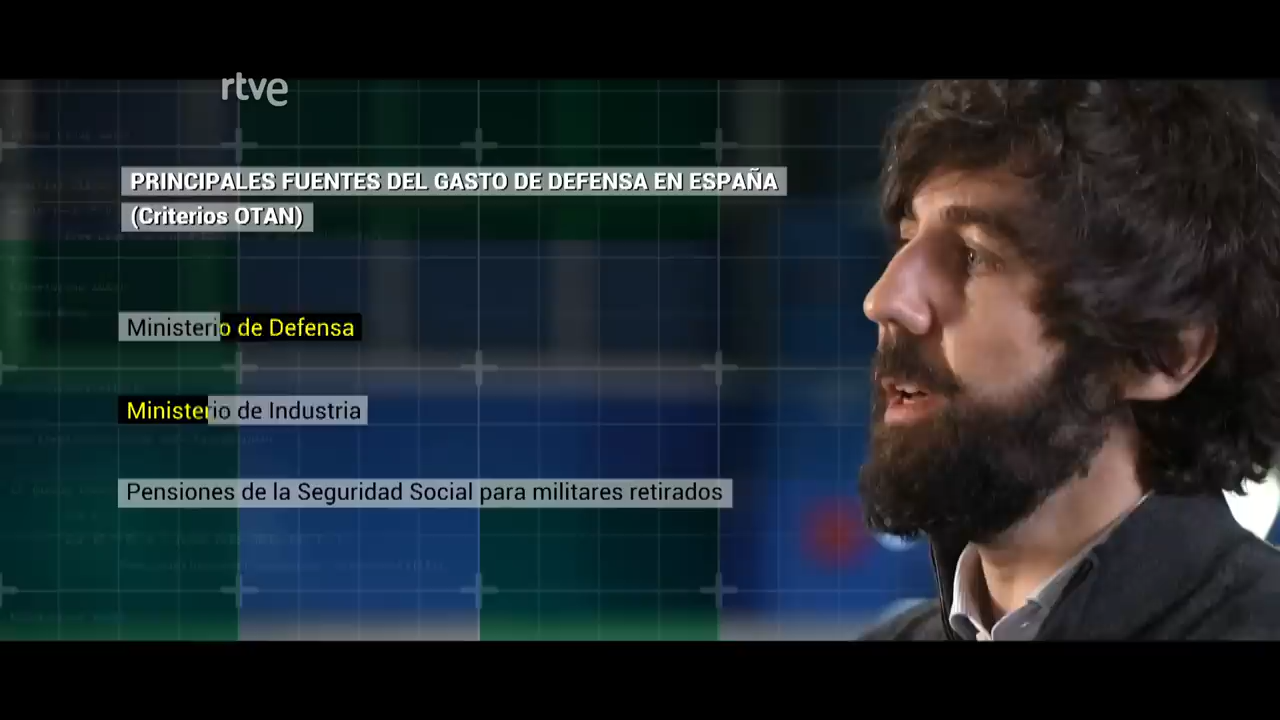 rtve
PRINCIPALES FUENTES DEL GASTO DE DEFENSA EN ESPAÑA
(Criterios OTAN)
Ministerio de Defensa
Ministerio de Industria
Pensiones de la Seguridad Social para militares retirados